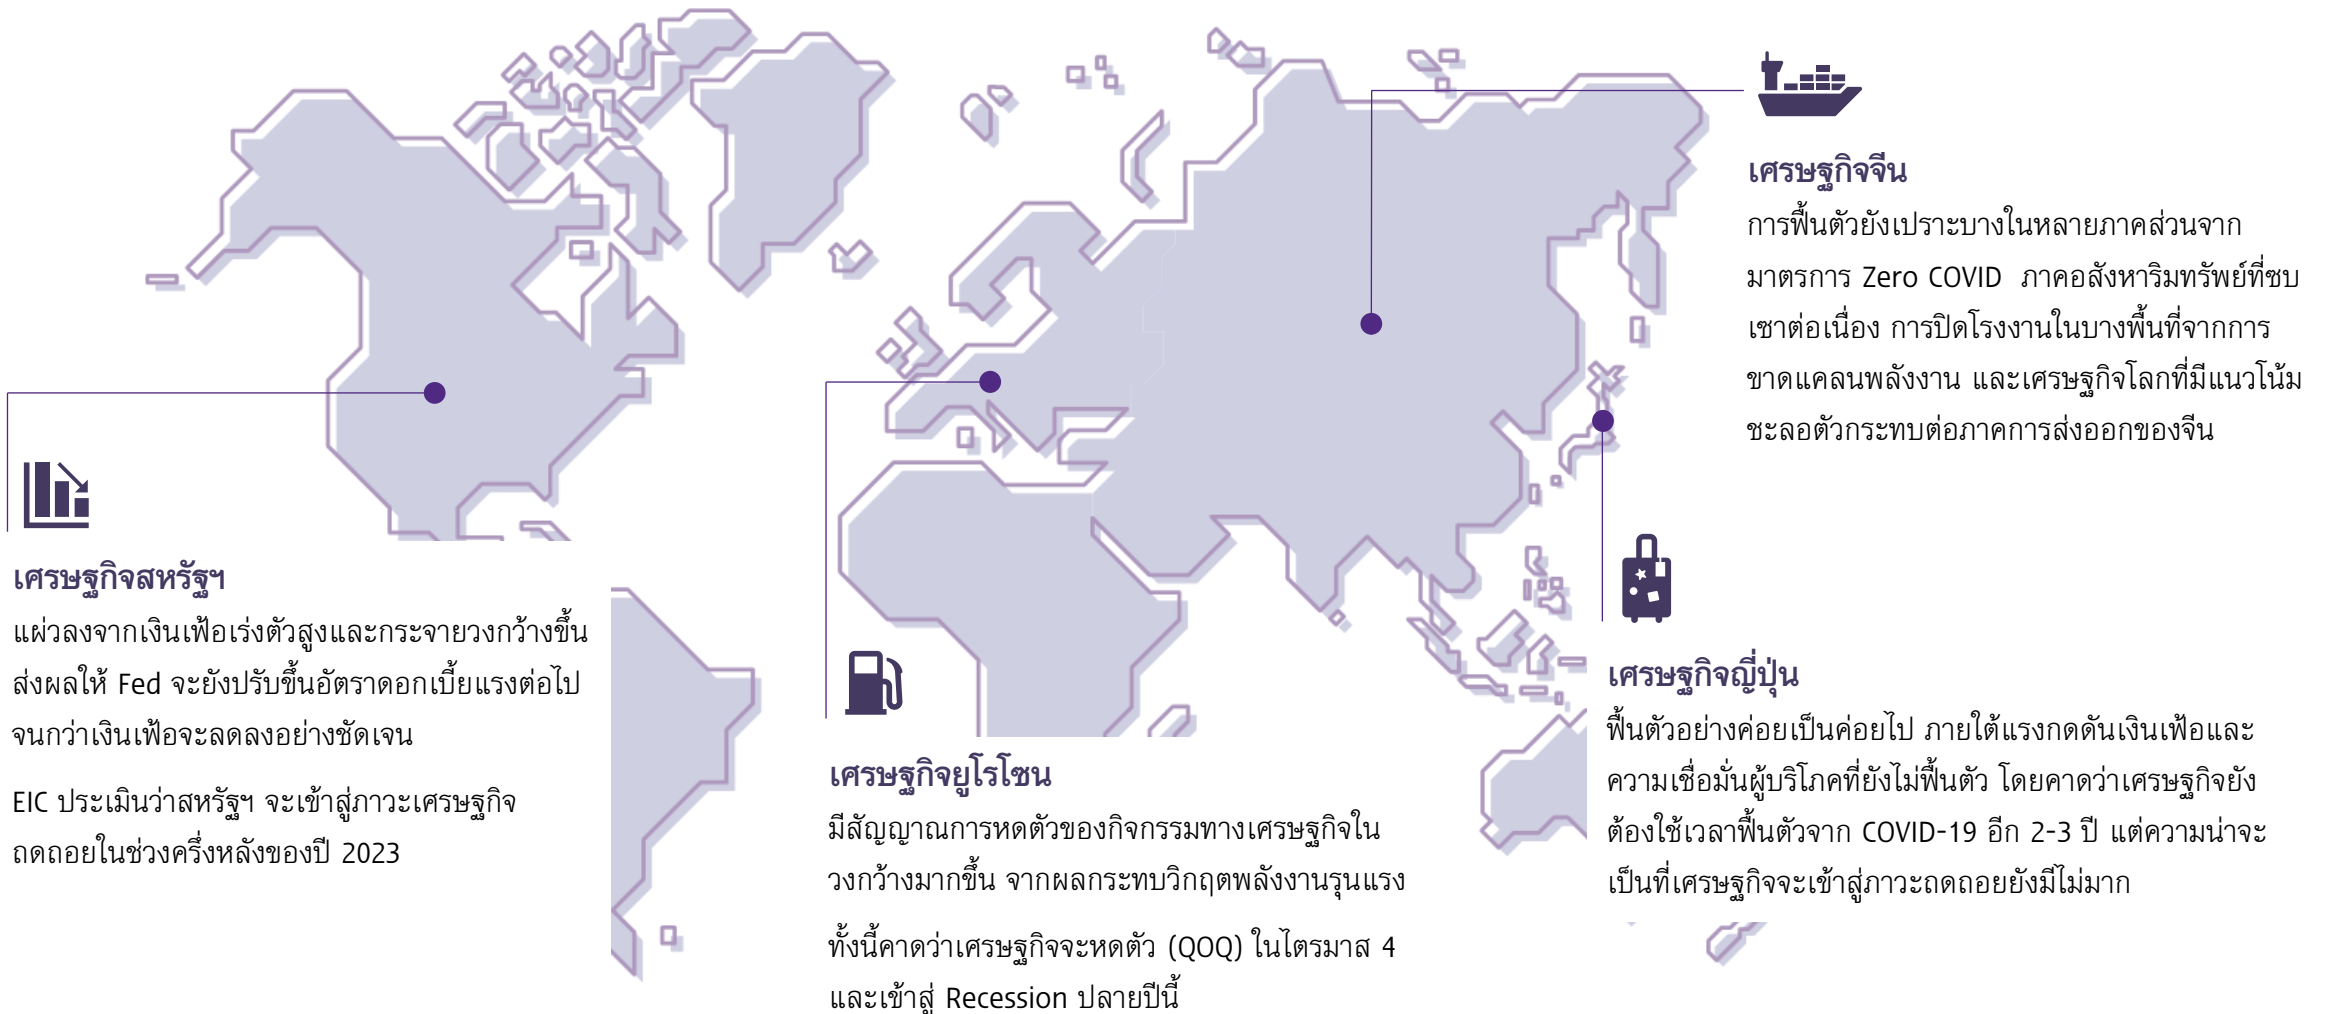 เศรษฐกิจจีน
การฟื้นตัวยังเปราะบางในหลายภาคส่วนจาก
มาตรการ Zero COVID ภาคอสังหาริมทรัพย์ที่ซบ
เซาต่อเนื่อง การปิดโรงงานในบางพื้นที่จากการ
ขาดแคลนพลังงาน และเศรษฐกิจโลกที่มีแนวโน้ม
ชะลอตัวกระทบต่อภาคการส่งออกของจีน
เศรษฐกิจสหรัฐฯ
แผ่วลงจากเงินเฟ้อเร่งตัวสูงและกระจายวงกว้างขึ้น
ส่งผลให้ Fed จะยังปรับขึ้นอัตราดอกเบี้ยแรงต่อไป
จนกว่าเงินเฟ้อจะลดลงอย่างชัดเจน
EIC ประเมินว่าสหรัฐฯ จะเข้าสู่ภาวะเศรษฐกิจ
ถดถอยในช่วงครึ่งหลังของปี 2023
เศรษฐกิจยูโรโซน
มีสัญญาณการหดตัวของกิจกรรมทางเศรษฐกิจใน
วงกว้างมากขึ้น จากผลกระทบวิกฤตพลังงานรุนแรง
ทั้งนี้คาดว่าเศรษฐกิจจะหดตัว (QOQ) ในไตรมาส 4
และเข้าสู่ Recession ปลายปีนี้
เศรษฐกิจญี่ปุ่น
ฟื้นตัวอย่างค่อยเป็นค่อยไป ภายใต้แรงกดดันเงินเฟ้อและ
ความเชื่อมั่นผู้บริโภคที่ยังไม่ฟื้นตัว โดยคาดว่าเศรษฐกิจยัง
ต้องใช้เวลาฟื้นตัวจาก COVID-19 อีก 2-3 ปี แต่ความน่าจะ
เป็นที่เศรษฐกิจจะเข้าสู่ภาวะถดถอยยังมีไม่มาก